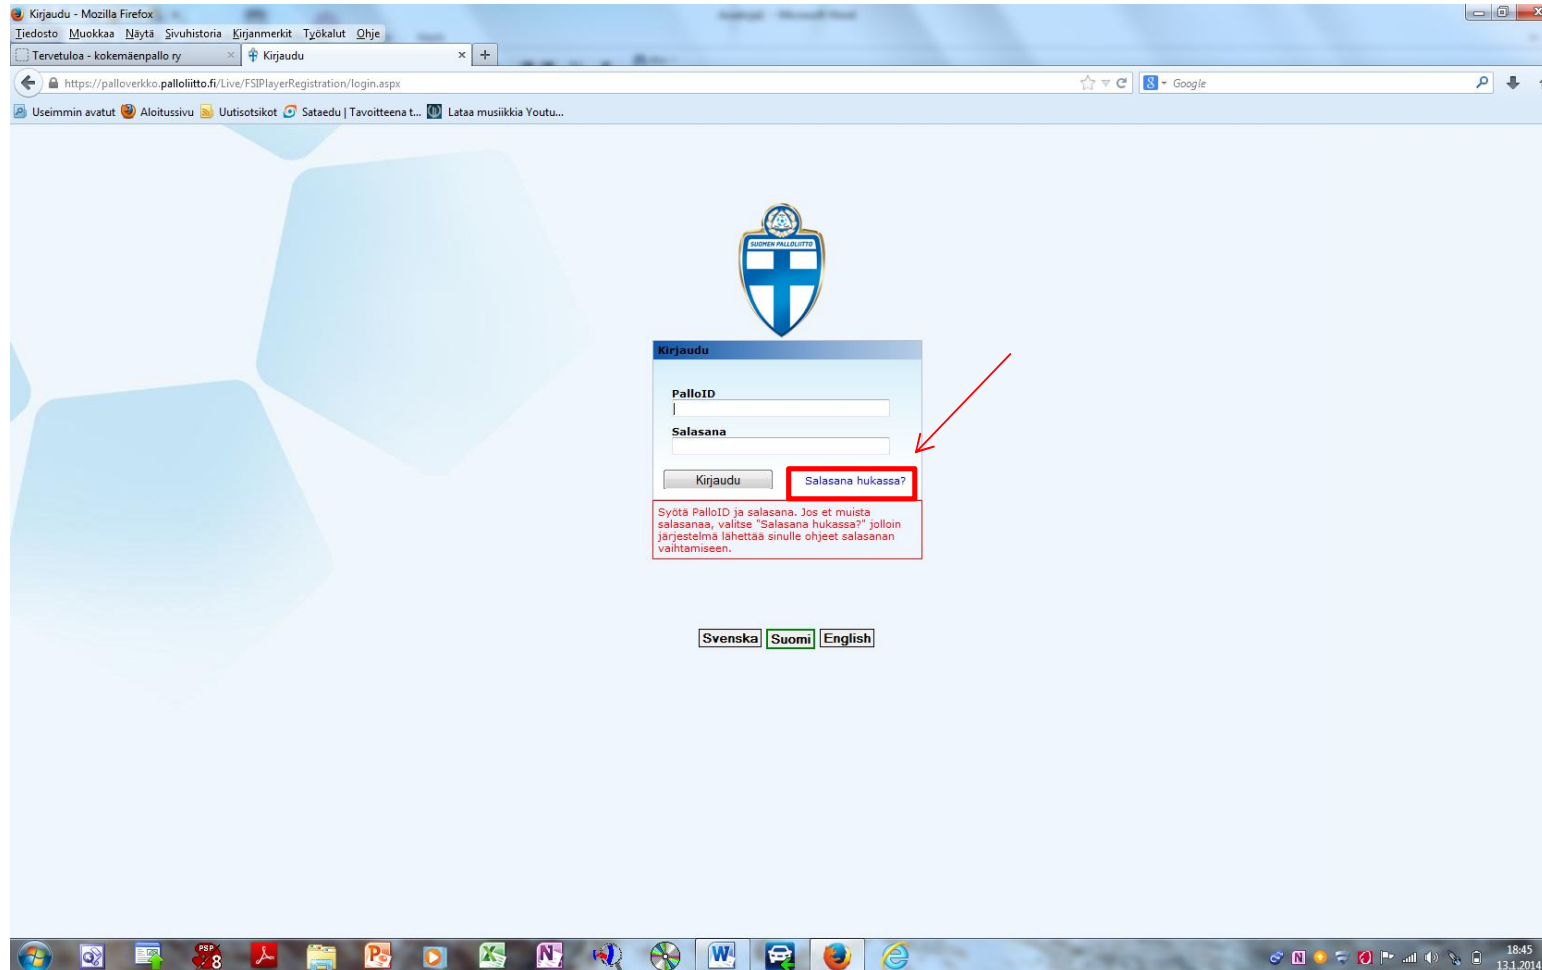 Kirjaudu - Mozilla Firefox
Tiedosto Muokkaa Näytä Sivuhistoria Kirjanmerkit Työkalut Ohje
Tervetuloa - kokemäenpallo ry
Kirjaudu
https://palloverkko.palloliitto.fi/Live/FSIPlayerRegistration/login.aspx
Google
Useimmin avatut Aloitussivu Uutisotsikot Sataedu | Tavoitteena t... Lataa musiikkia Youtu...
SUOMEN PALLOLIITTO
Kirjaudu
PalloID
Salasana
Kirjaudu Salasana hukassa?
Syötä PalloID ja salasana. Jos et muista
salasanaa, valitse "Salasana hukassa?" jolloin
järjestelmä lähettää sinulle ohjeet salasanan
vaihtamiseen.
Svenska Suomi English
18:45
13.1.2014